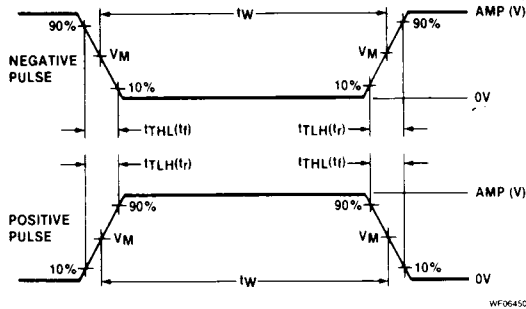 tW
AMP (V)
90%
90%
NEGATIVE
PULSE
VM
VM
10%
10%
0V
tTHL(tf)
tTLH(tr)
tTLH(tr)
tTHL(tf)
AMP (V)
90%
90%
POSITIVE
PULSE
VM
VM
10%
10%
tW
0V
WF06450